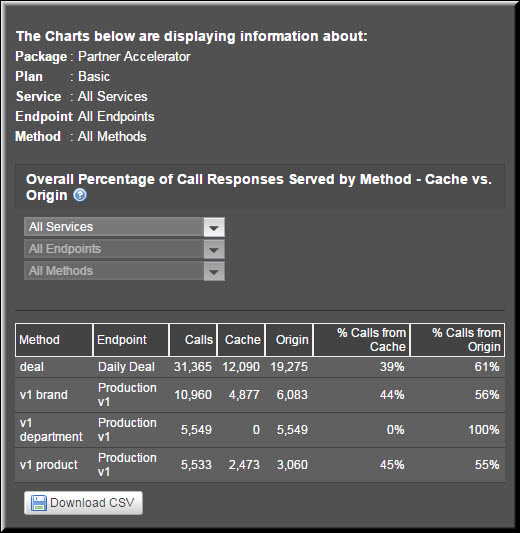 The Charts below are displaying information about:
Package : Partner Accelerator
Plan : Basic
Service : All Services
Endpoint : All Endpoints
Method : All Methods
Overall Percentage of Call Responses Served by Method - Cache vs.
Origin ?
All Services
All Endpoints
All Methods
Method Endpoint Calls Cache Origin % Calls from Cache % Calls from Origin
deal Daily Deal 31,365 12,090 19,275 39% 61%
v1 brand Production v1 10,960 4,877 6,083 44% 56%
v1 department Production v1 5,549 0 5,549 0% 100%
v1 product Production v1 5,533 2,473 3,060 45% 55%
Download CSV